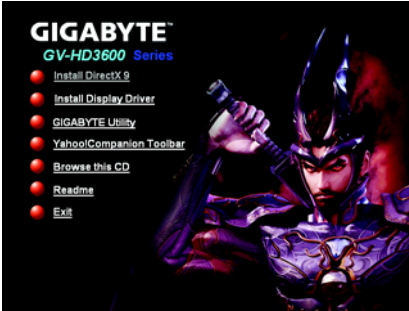 GIGABYTE™
GV-HD3600 Series
Install DirectX 9
Install Display Driver
GIGABYTE Utility
Yahoo!Companion Toolbar
Browse this CD
Readme
Exit